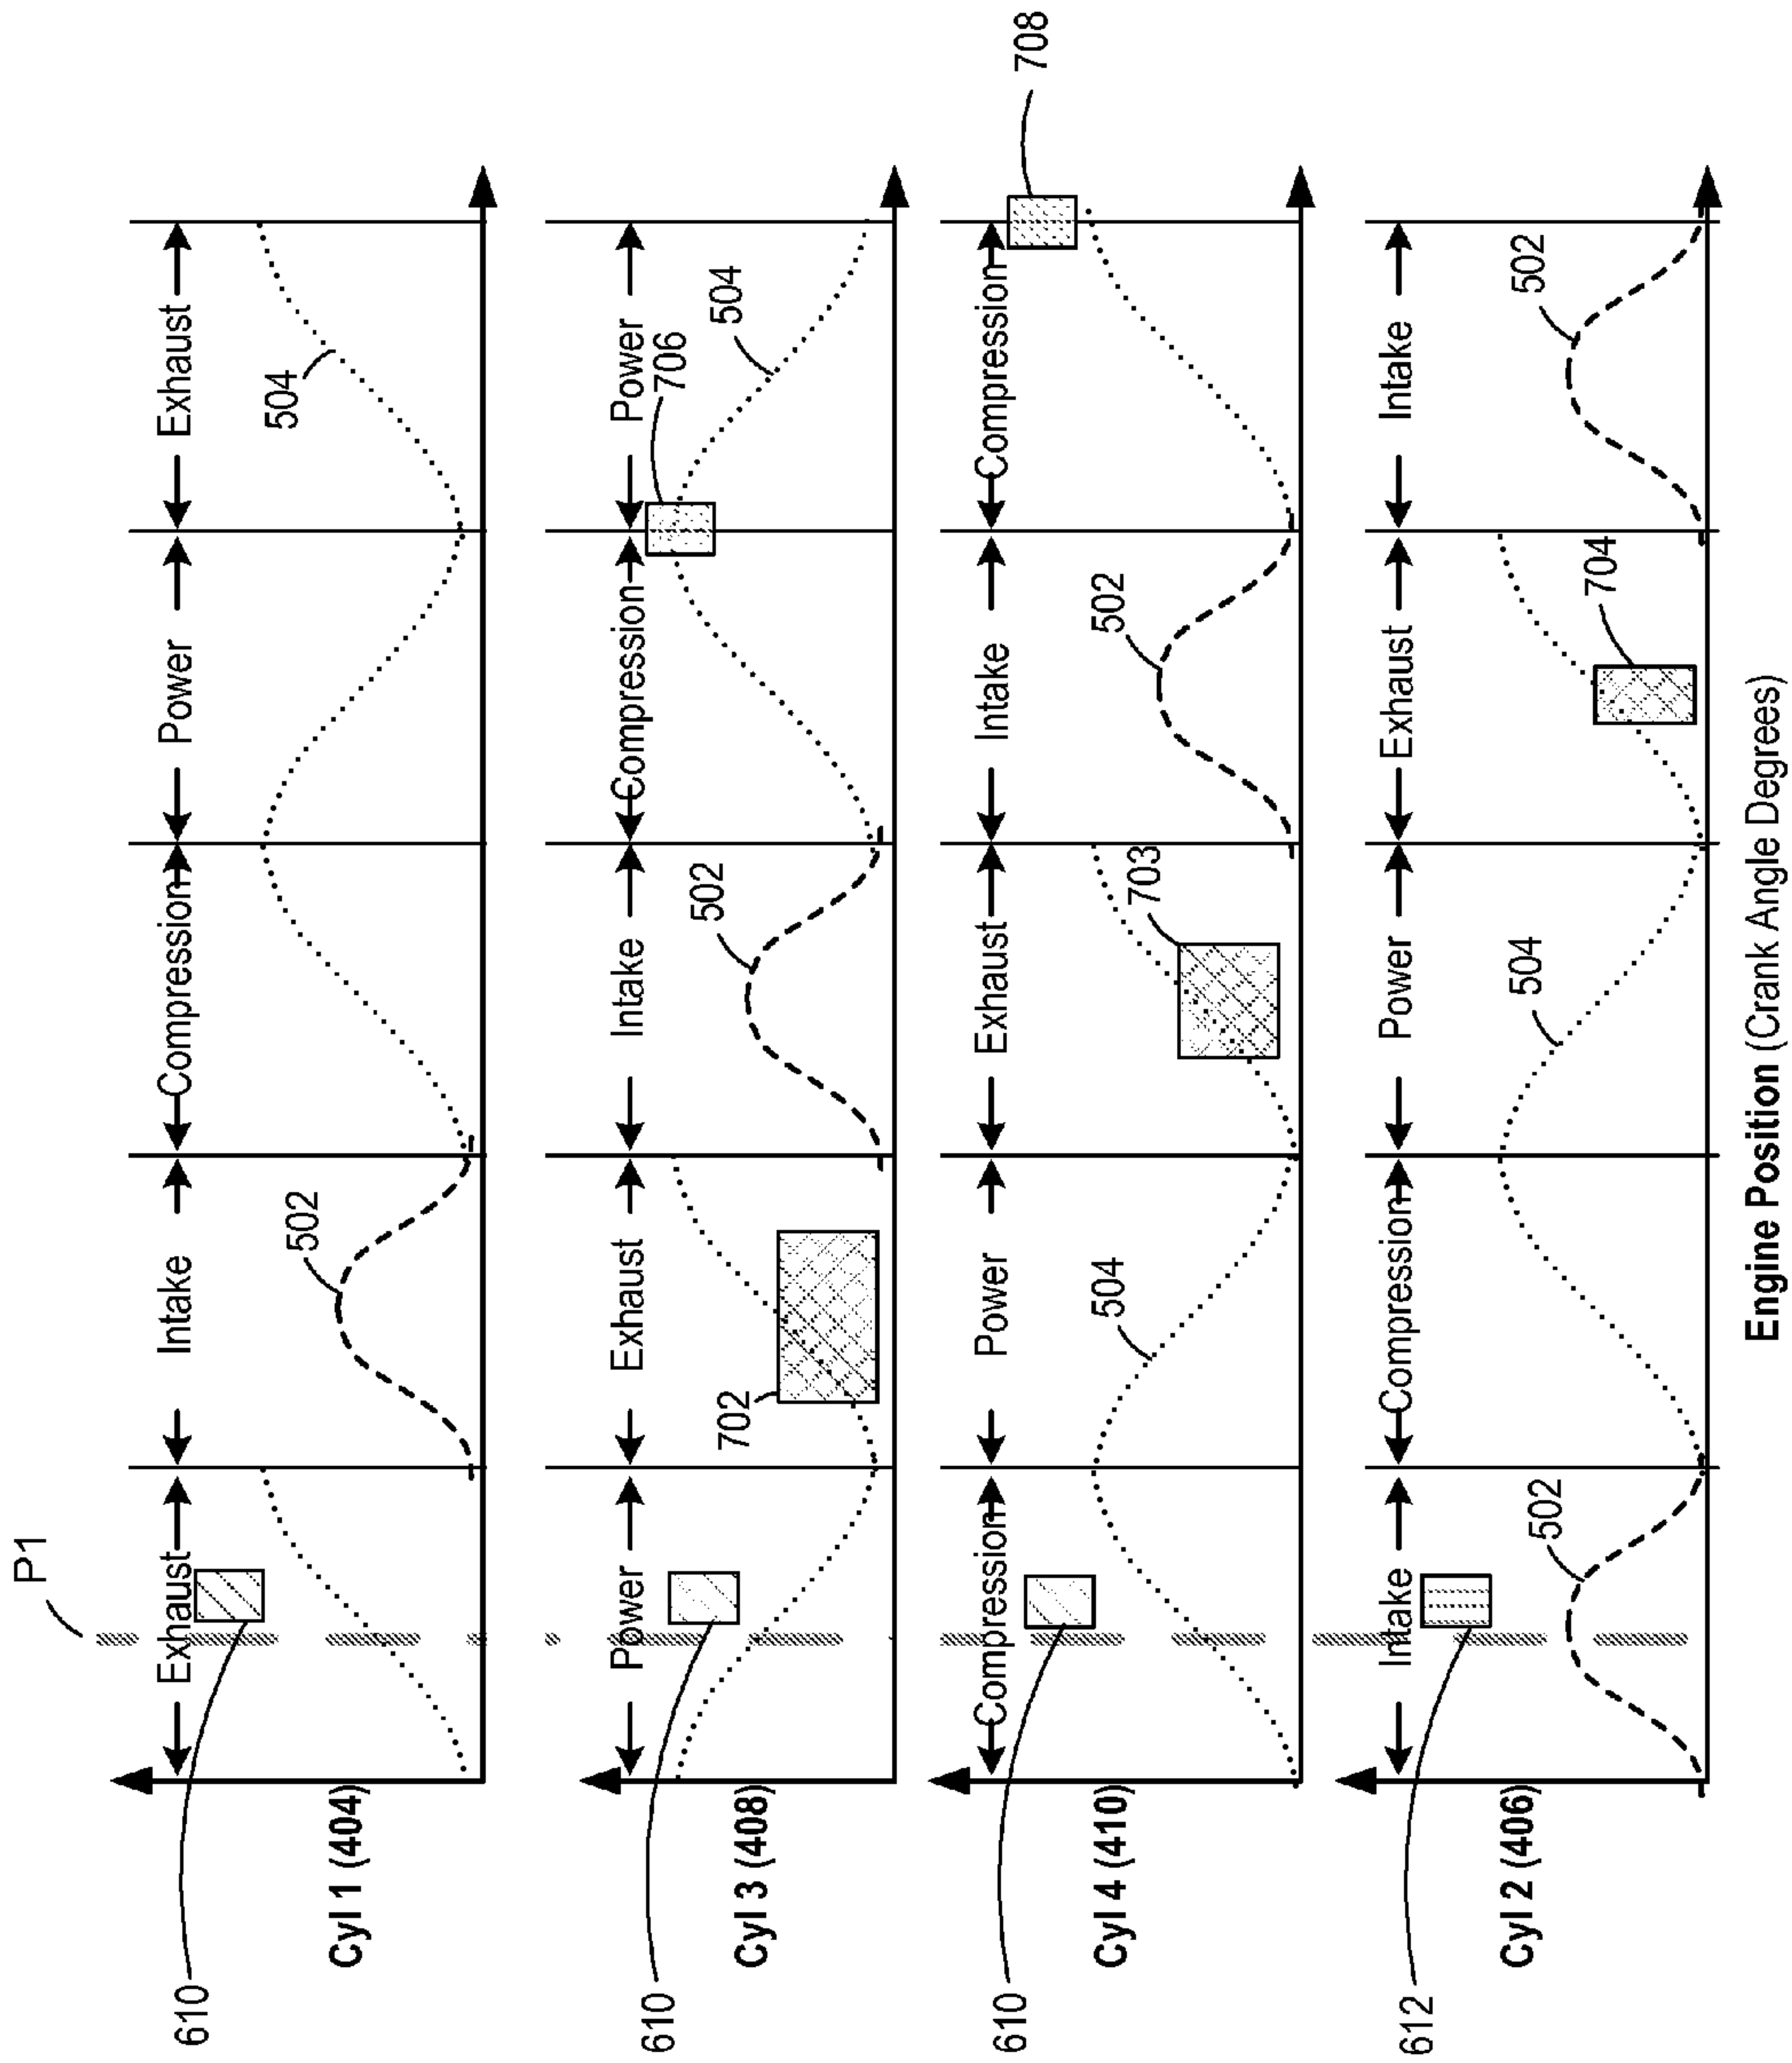 P1
Exhaust Intake Compression Power Exhaust
610
502
504
Cyl 1 (404)
Power Exhaust Intake Compression Power
610
702
502
706
504
Cyl 3 (408)
Compression Power Exhaust Intake Compression
610
504
703
502
708
Cyl 4 (410)
Intake Compression Power Exhaust Intake
612
502
504
704
502
Cyl 2 (406)
Engine Position (Crank Angle Degrees)